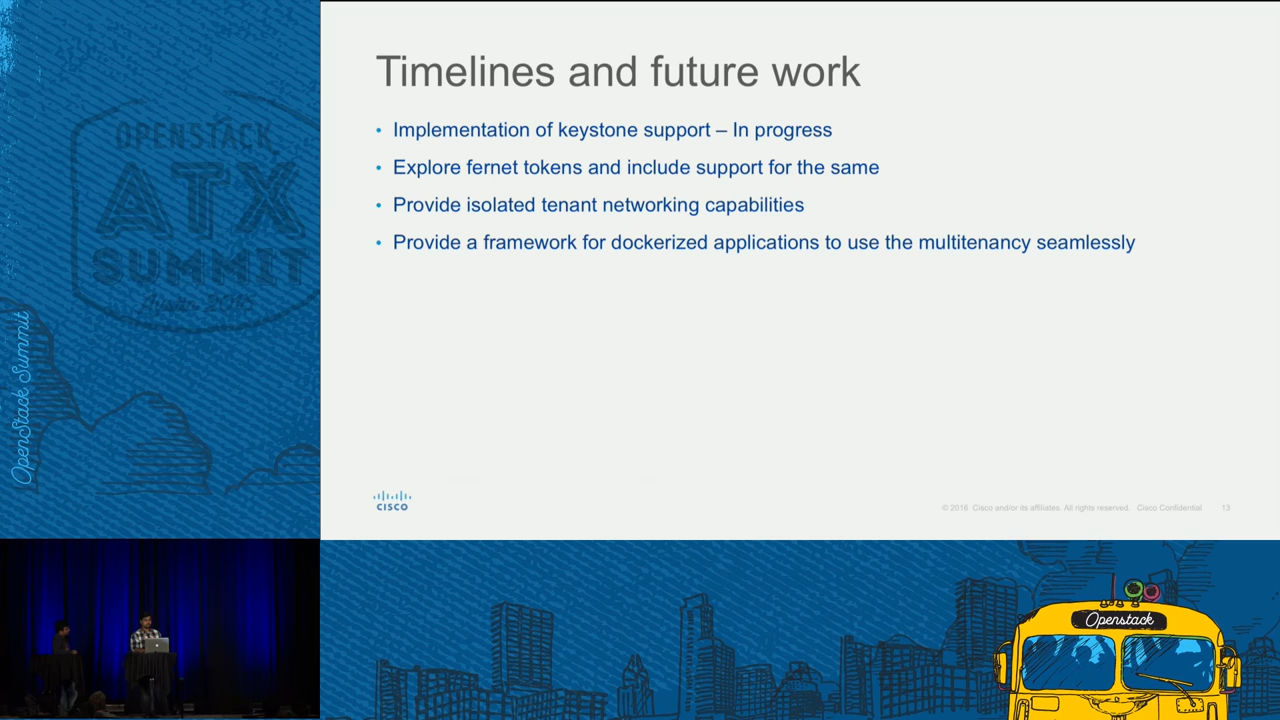 Timelines and future work
• Implementation of keystone support – In progress
• Explore fernet tokens and include support for the same
• Provide isolated tenant networking capabilities
• Provide a framework for dockerized applications to use the multitenancy seamlessly
CISCO
© 2016 Cisco and/or its affiliates. All rights reserved. Cisco Confidential 13
OPENSTACK
ATX
SUMMIT
Austin 2016
OpenStack Summit
Openstack